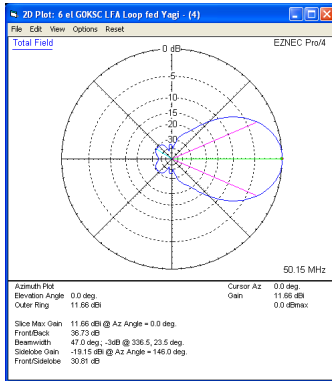 2D Plot: 6 el G0KSC LFA Loop fed Yagi - (4)
File Edit View Options Reset
Total Field
EZNEC Pro/4
0 dB
-5
-10
-15
-20
-30
50.15 MHz
Azimuth Plot
Elevation Angle 0.0 deg.
Outer Ring 11.66 dBi
Cursor Az 0.0 deg.
Gain 11.66 dBi
0.0 dBmax
Slice Max Gain 11.66 dBi @ Az Angle = 0.0 deg.
Front/Back 36.73 dB
Beamwidth 47.0 deg.; -3dB @ 336.5, 23.5 deg.
Sidelobe Gain -19.15 dBi @ Az Angle = 146.0 deg.
Front/Sidelobe 30.81 dB